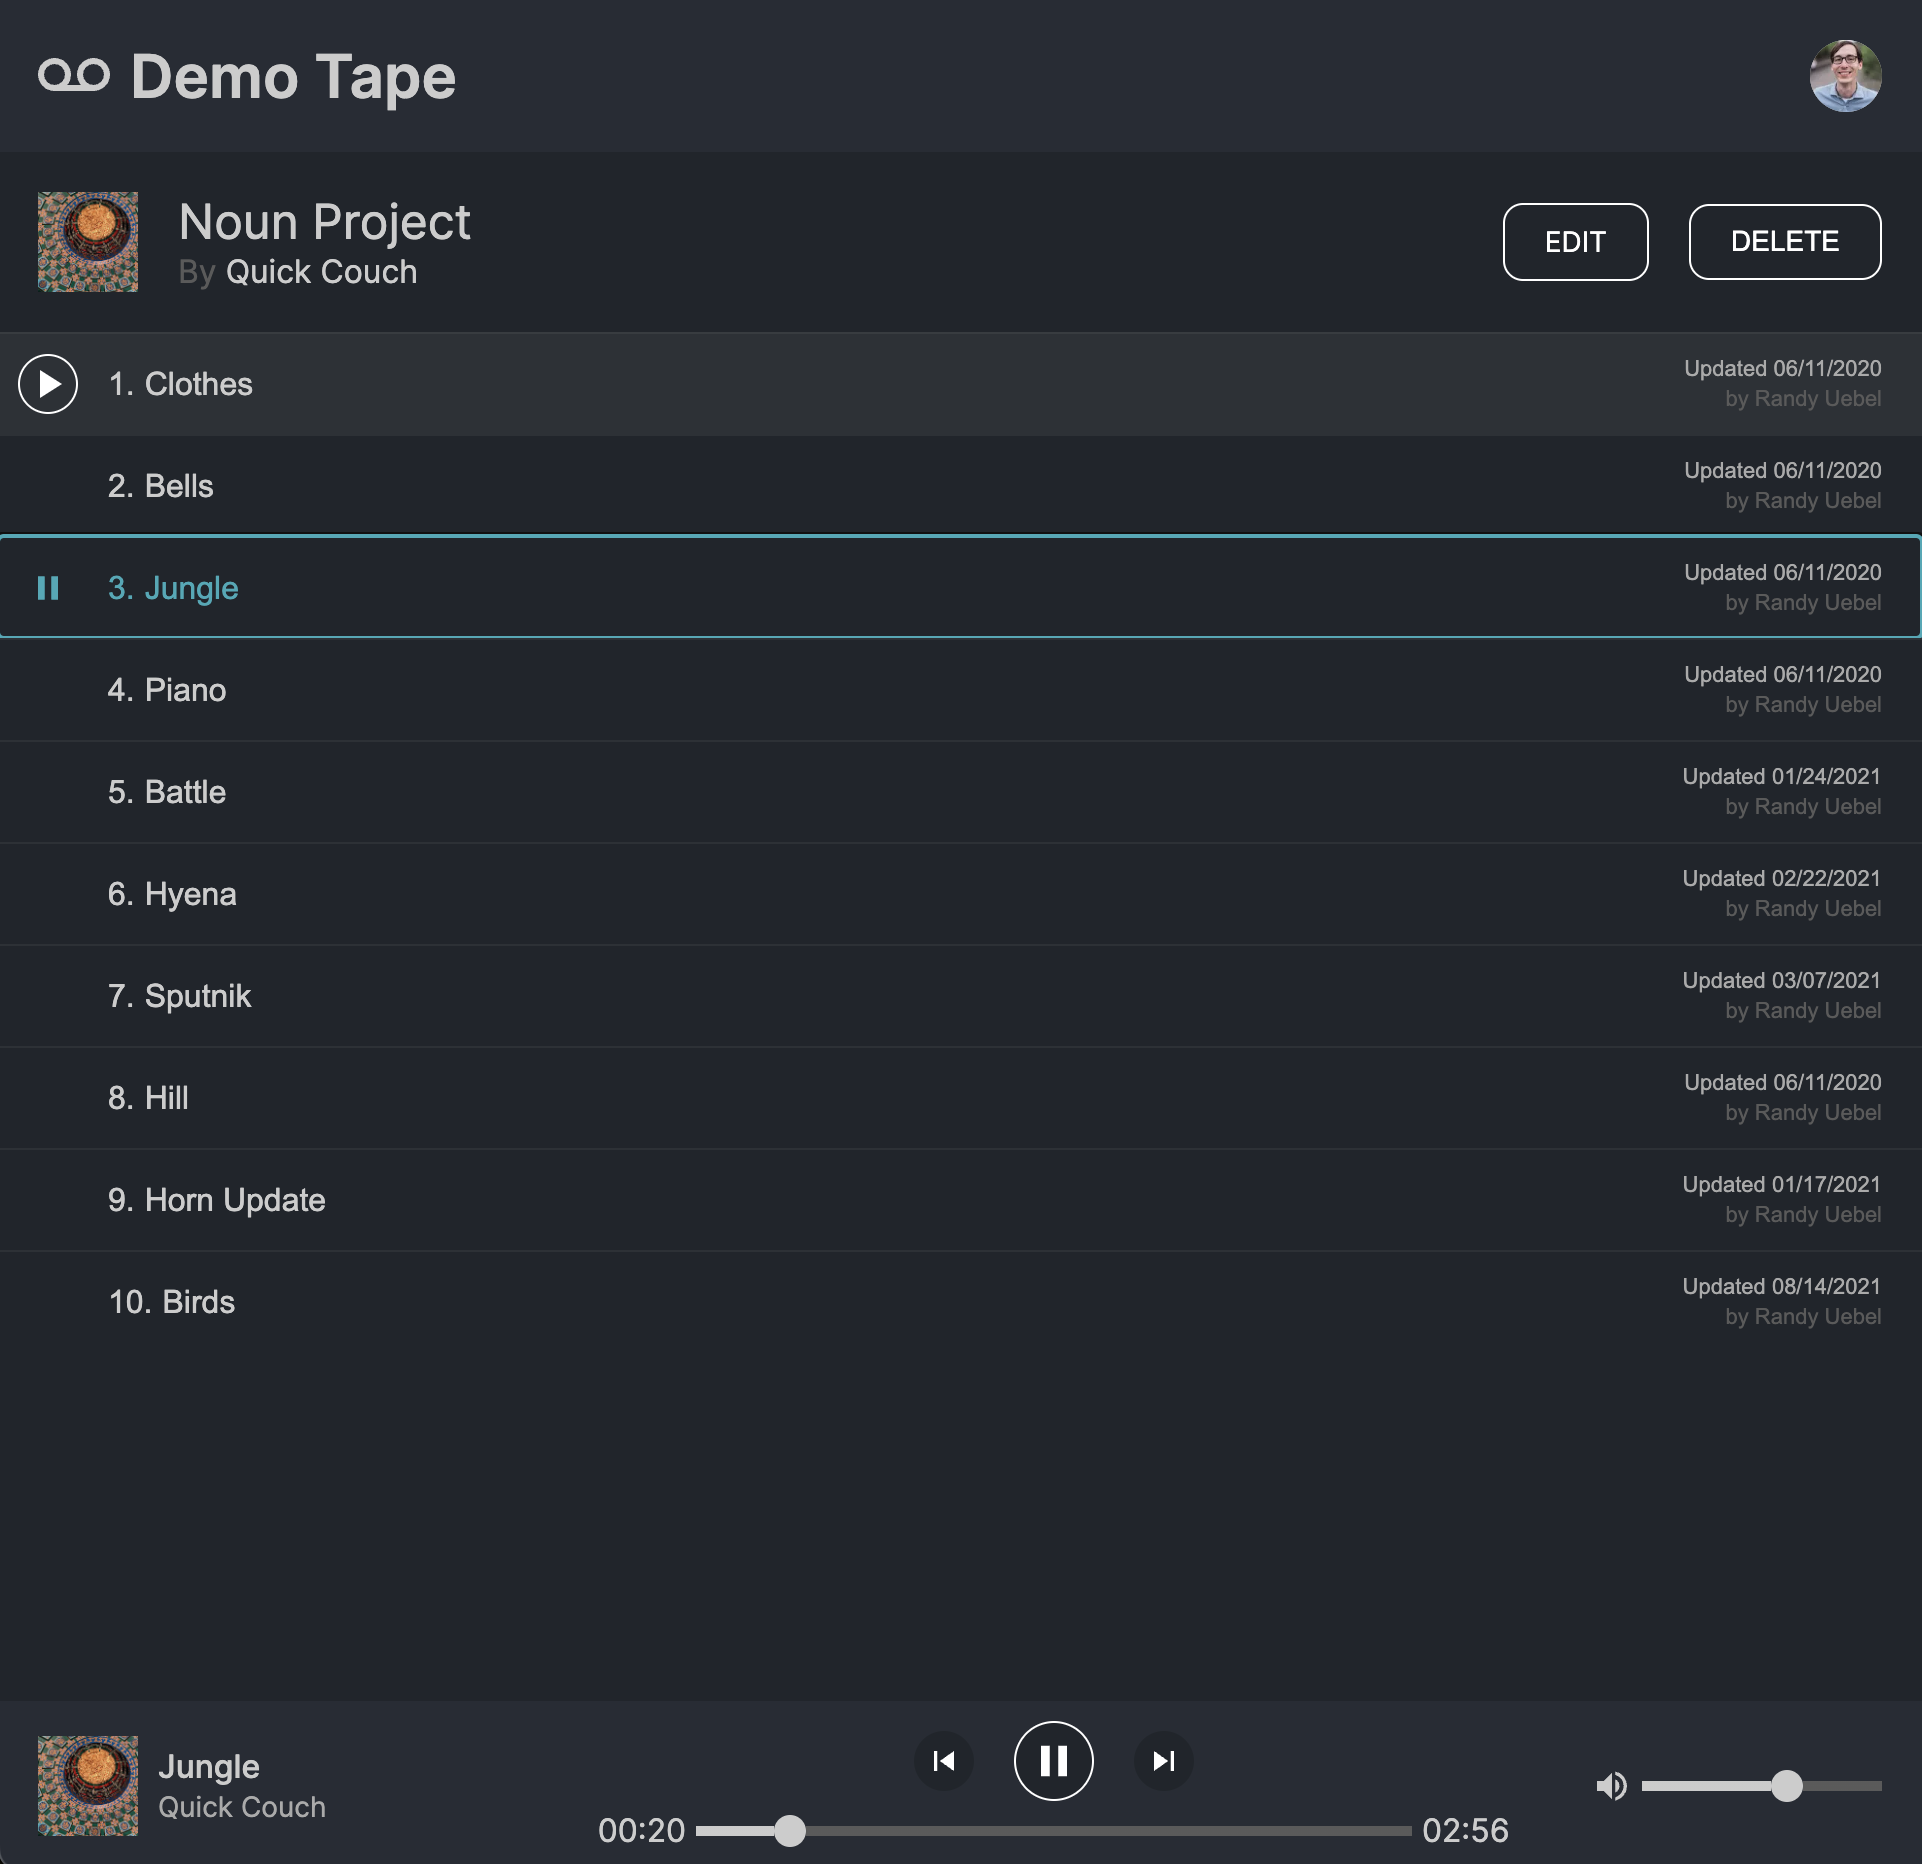 Demo Tape
Noun Project
By Quick Couch
EDIT
DELETE
1. Clothes
Updated 06/11/2020
by Randy Uebel
2. Bells
Updated 06/11/2020
by Randy Uebel
3. Jungle
Updated 06/11/2020
by Randy Uebel
4. Piano
Updated 06/11/2020
by Randy Uebel
5. Battle
Updated 01/24/2021
by Randy Uebel
6. Hyena
Updated 02/22/2021
by Randy Uebel
7. Sputnik
Updated 03/07/2021
by Randy Uebel
8. Hill
Updated 06/11/2020
by Randy Uebel
9. Horn Update
Updated 01/17/2021
by Randy Uebel
10. Birds
Updated 08/14/2021
by Randy Uebel
Jungle
Quick Couch
00:20
02:56